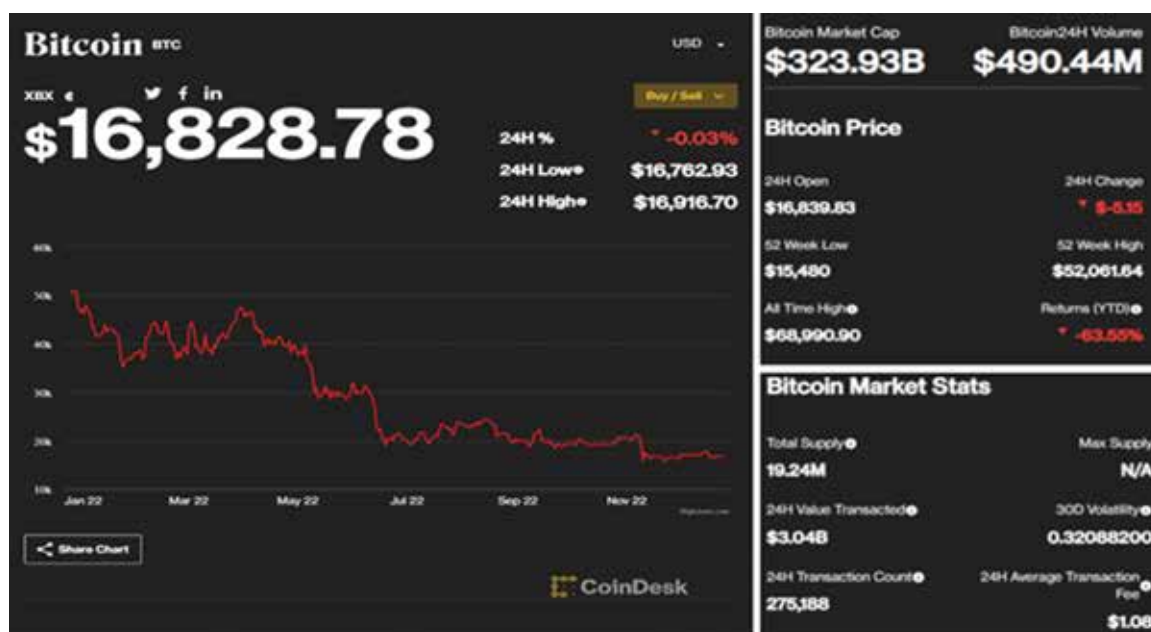 Bitcoin BTC
USD
XBX
Buy / Sell
$16,828.78
24H % -0.03%
24H Low $16,762.93
24H High $16,916.70
60k
50k
40k
30k
20k
10k
Jan 22 Mar 22 May 22 Jul 22 Sep 22 Nov 22
Share Chart
CoinDesk
Bitcoin Market Cap Bitcoin24H Volume
$323.93B $490.44M
Bitcoin Price
24H Open 24H Change
$16,839.83 $-5.15
52 Week Low 52 Week High
$15,480 $52,061.64
All Time High Returns (YTD)
$68,990.90 -63.55%
Bitcoin Market Stats
Total Supply Max Supply
19.24M N/A
24H Value Transacted 30D Volatility
$3.04B 0.32088200
24H Transaction Count 24H Average Transaction
Fee
275,188
$1.08